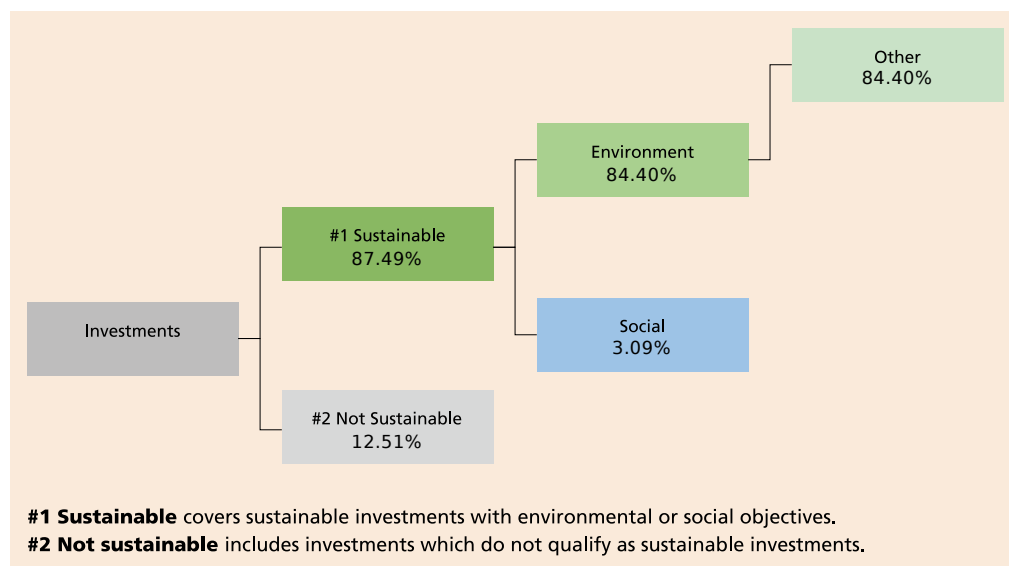 Other
84.40%
Environment
84.40%
#1 Sustainable
87.49%
Social
3.09%
Investments
#2 Not Sustainable
12.51%
#1 Sustainable covers sustainable investments with environmental or social objectives.
#2 Not sustainable includes investments which do not qualify as sustainable investments.